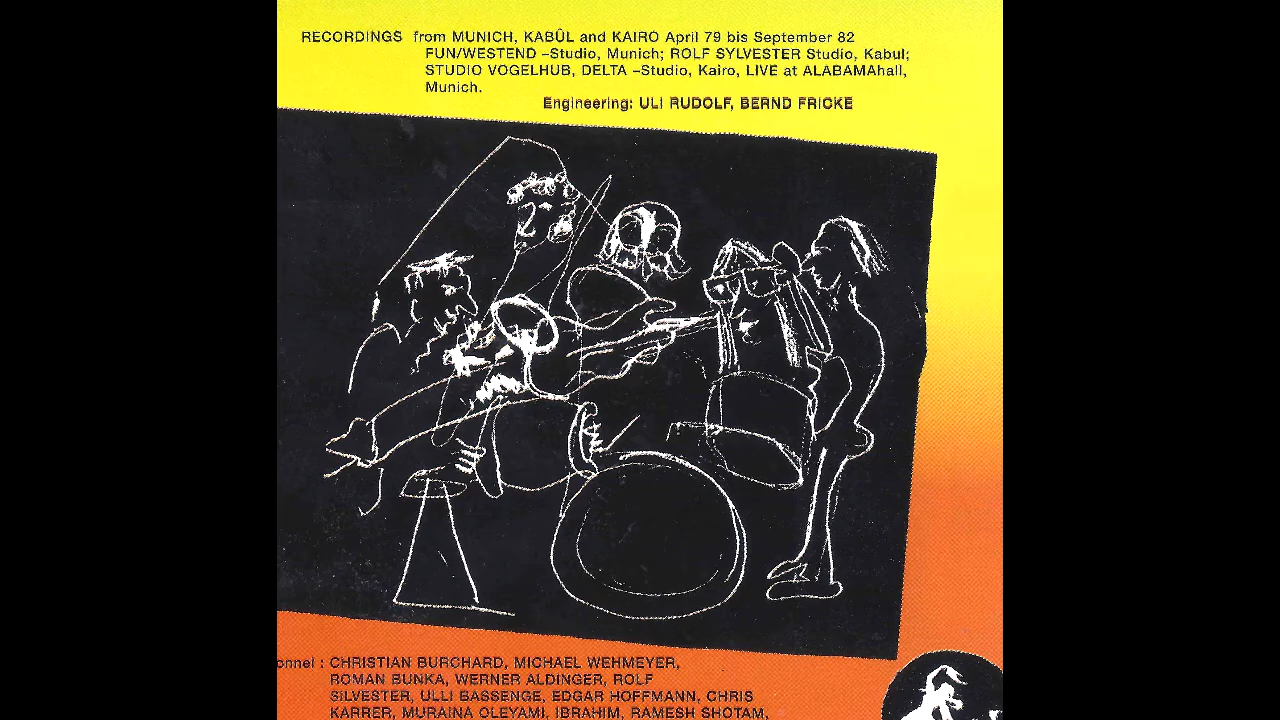 RECORDINGS from MUNICH, KABÛL and KAIRO April 79 bis September 82
FUN/WESTEND –Studio, Munich; ROLF SYLVESTER Studio, Kabul;
STUDIO VOGELHUB, DELTA –Studio, Kairo, LIVE at ALABAMAhall,
Munich.
Engineering: ULI RUDOLF, BERND FRICKE
onnel : CHRISTIAN BURCHARD, MICHAEL WEHMEYER,
ROMAN BUNKA, WERNER ALDINGER, ROLF
SILVESTER, ULLI BASSENGE, EDGAR HOFFMANN, CHRIS
KARRER, MURAINA OLEYAMI, IBRAHIM, RAMESH SHOTAM,